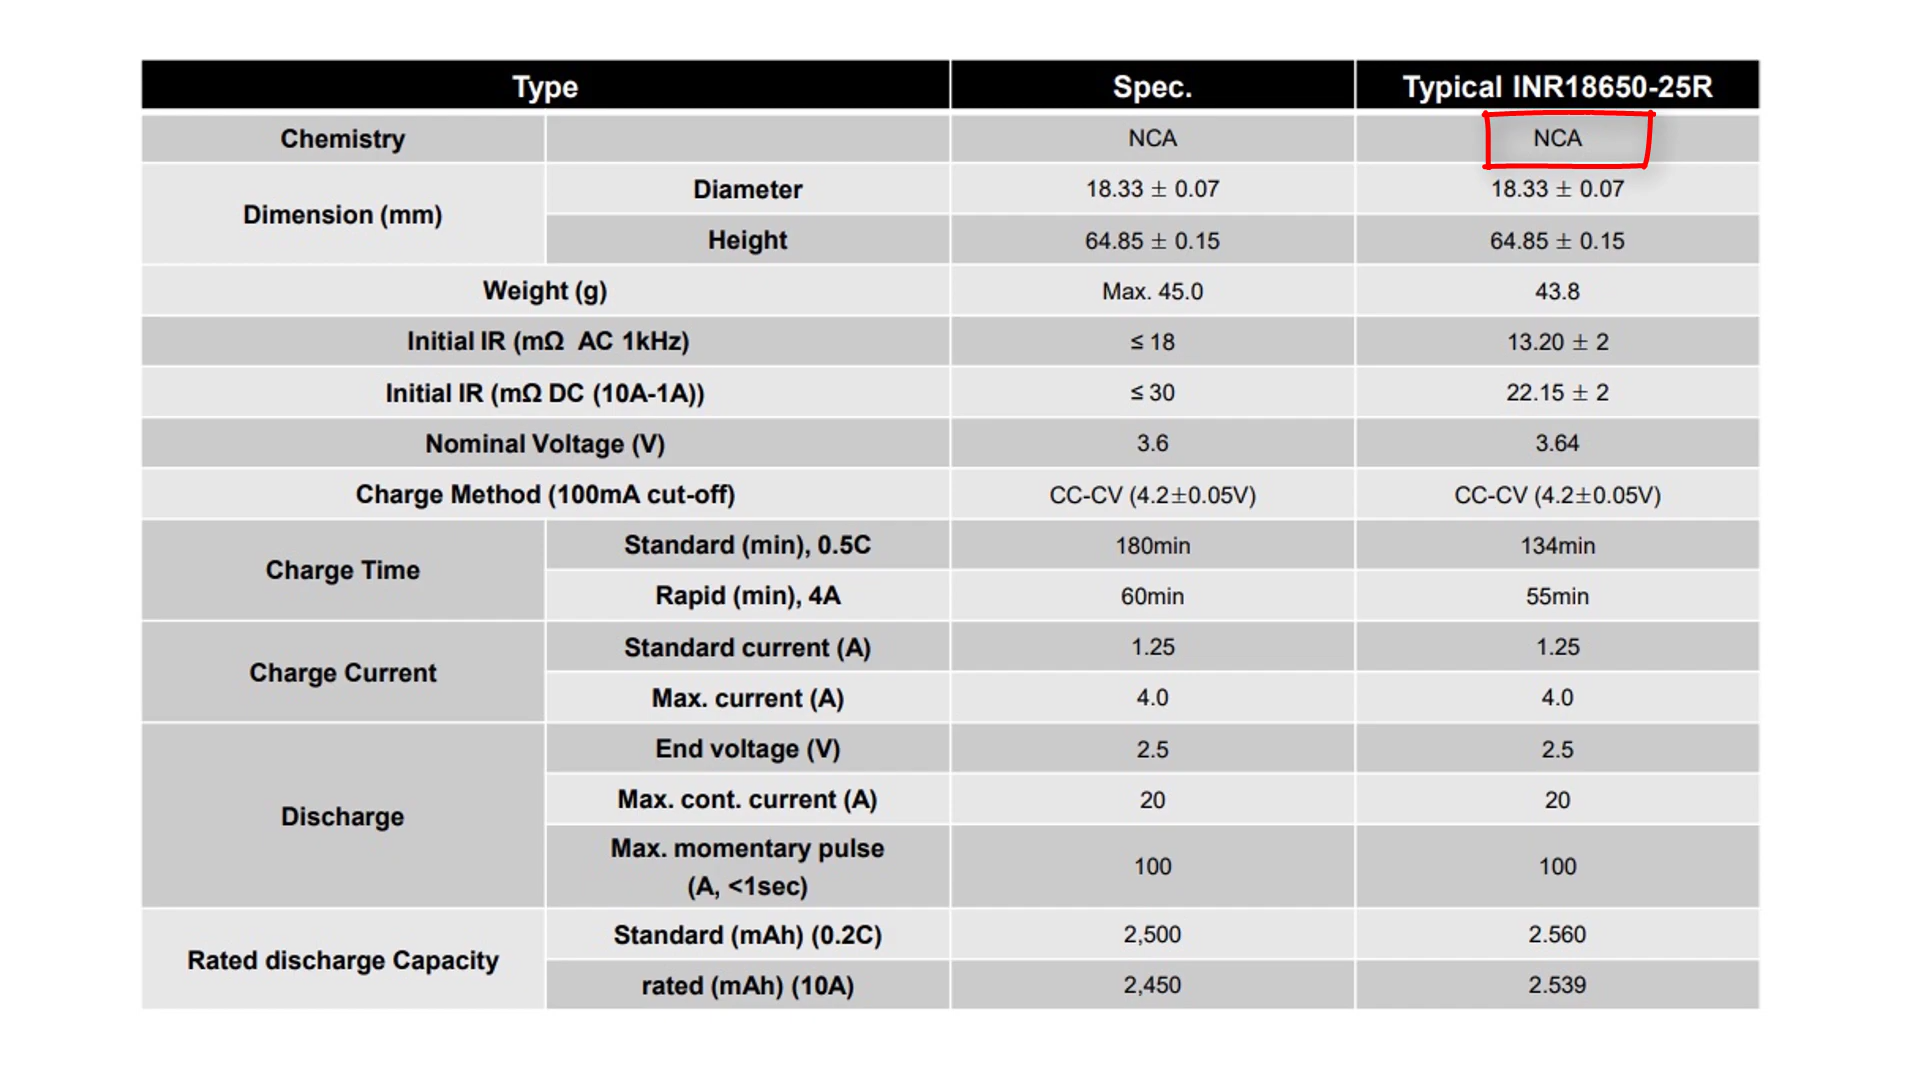 Type Spec. Typical INR18650-25R
Chemistry NCA NCA
Dimension (mm) Diameter 18.33 ± 0.07 18.33 ± 0.07
Height 64.85 ± 0.15 64.85 ± 0.15
Weight (g) Max. 45.0 43.8
Initial IR (mΩ AC 1kHz) ≤ 18 13.20 ± 2
Initial IR (mΩ DC (10A-1A)) ≤ 30 22.15 ± 2
Nominal Voltage (V) 3.6 3.64
Charge Method (100mA cut-off) CC-CV (4.2±0.05V) CC-CV (4.2±0.05V)
Charge Time Standard (min), 0.5C 180min 134min
Rapid (min), 4A 60min 55min
Charge Current Standard current (A) 1.25 1.25
Max. current (A) 4.0 4.0
Discharge End voltage (V) 2.5 2.5
Max. cont. current (A) 20 20
Max. momentary pulse
(A, <1sec) 100 100
Rated discharge Capacity Standard (mAh) (0.2C) 2,500 2.560
rated (mAh) (10A) 2,450 2.539